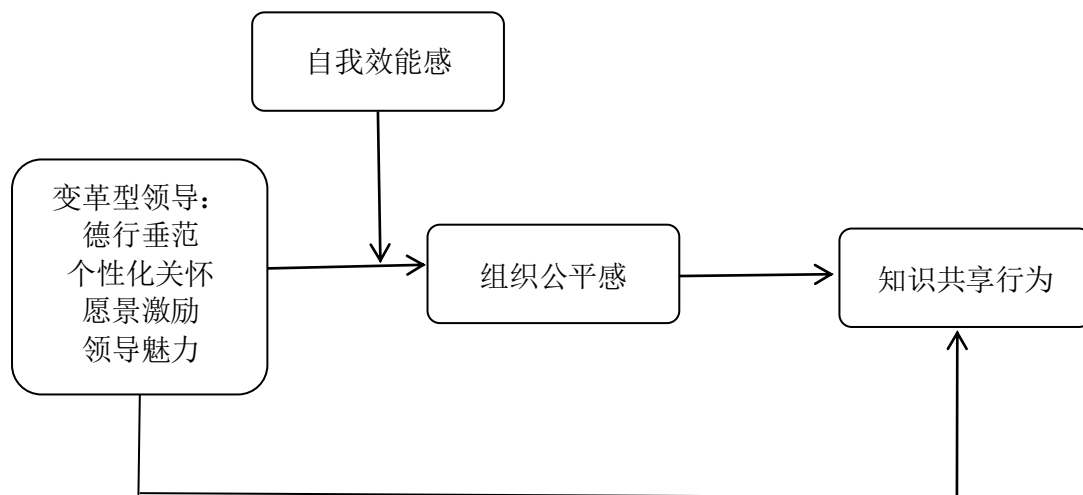 自我效能感
变革型领导：
德行垂范
个性化关怀
愿景激励
领导魅力
组织公平感
知识共享行为